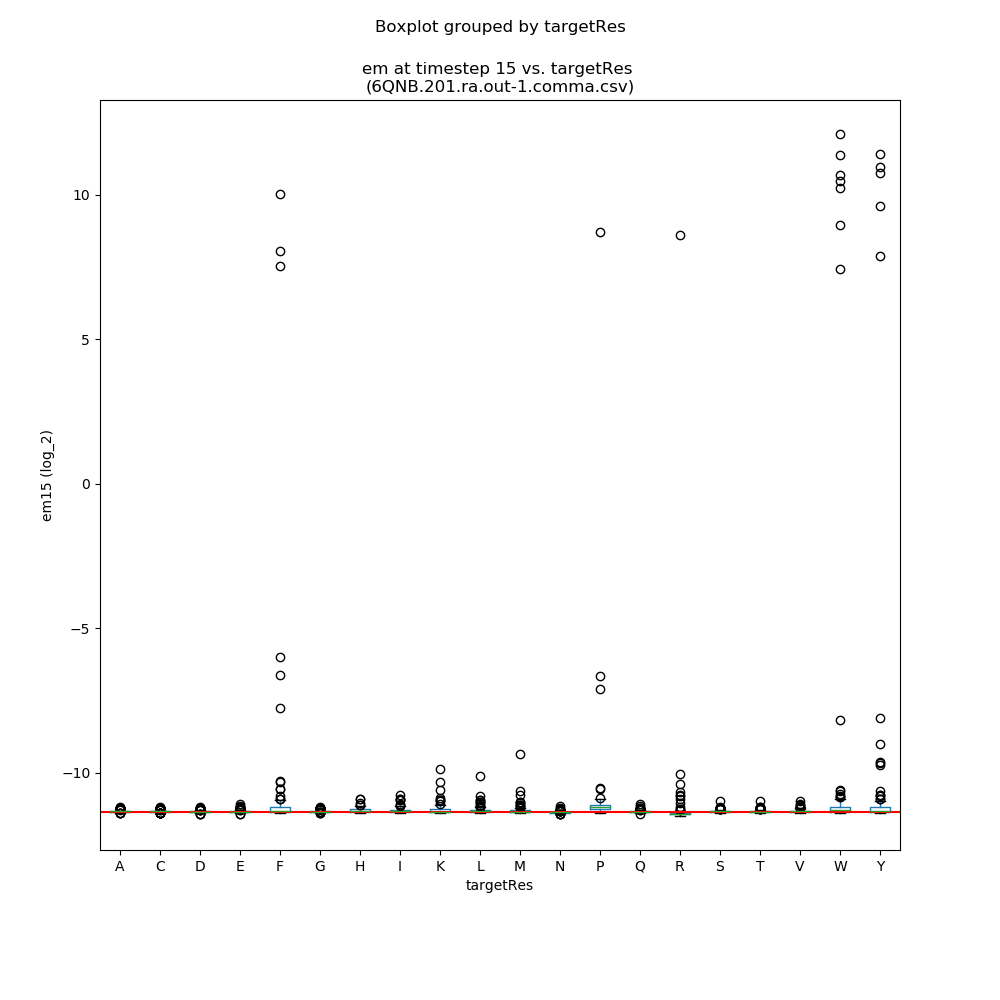 Boxplot grouped by targetRes
em at timestep 15 vs. targetRes
(6QNB.201.ra.out-1.comma.csv)
em15 (log_2)
10
5
0
−5
−10
A C D E F G H I K L M N P Q R S T V W Y
targetRes